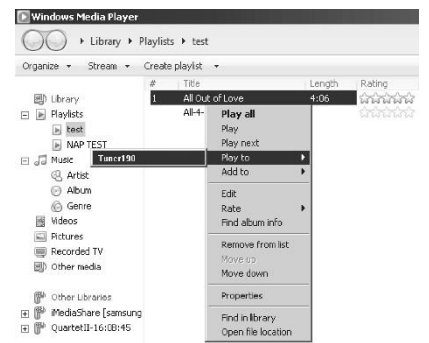 Windows Media Player
Library ▸ Playlists ▸ test
Organize Stream Create playlist
# Title Length Rating
1 All Out of Love 4:06
All-4-
Library
Playlists
test
NAP TEST
Music
Artist
Album
Genre
Videos
Pictures
Recorded TV
Other media
Other Libraries
iMediaShare [samsung
QuartetII-16:0B:45
Tuner190
Play all
Play
Play next
Play to
Add to
Edit
Rate
Find album info
Remove from list
Move up
Move down
Properties
Find in library
Open file location